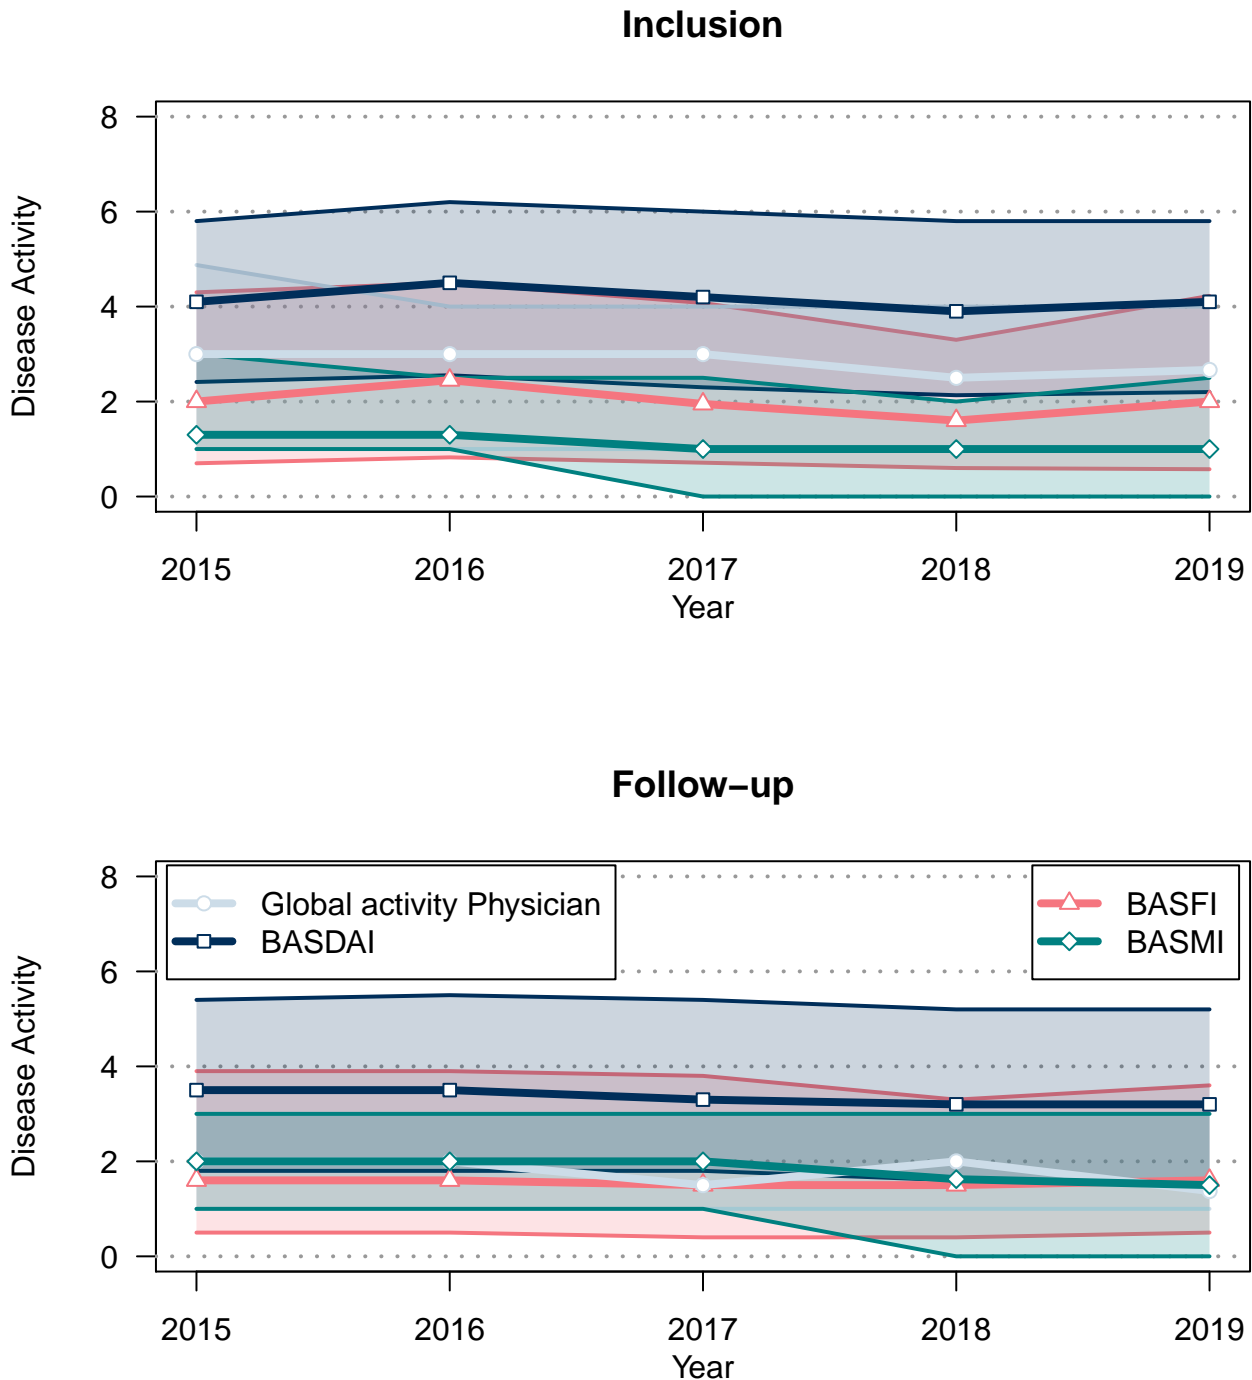 Inclusion
Disease Activity
8
6
4
2
0
2015 2016 2017 2018 2019
Year
Follow−up
Disease Activity
8
6
4
2
0
Global activity Physician
BASDAI
BASFI
BASMI
2015 2016 2017 2018 2019
Year